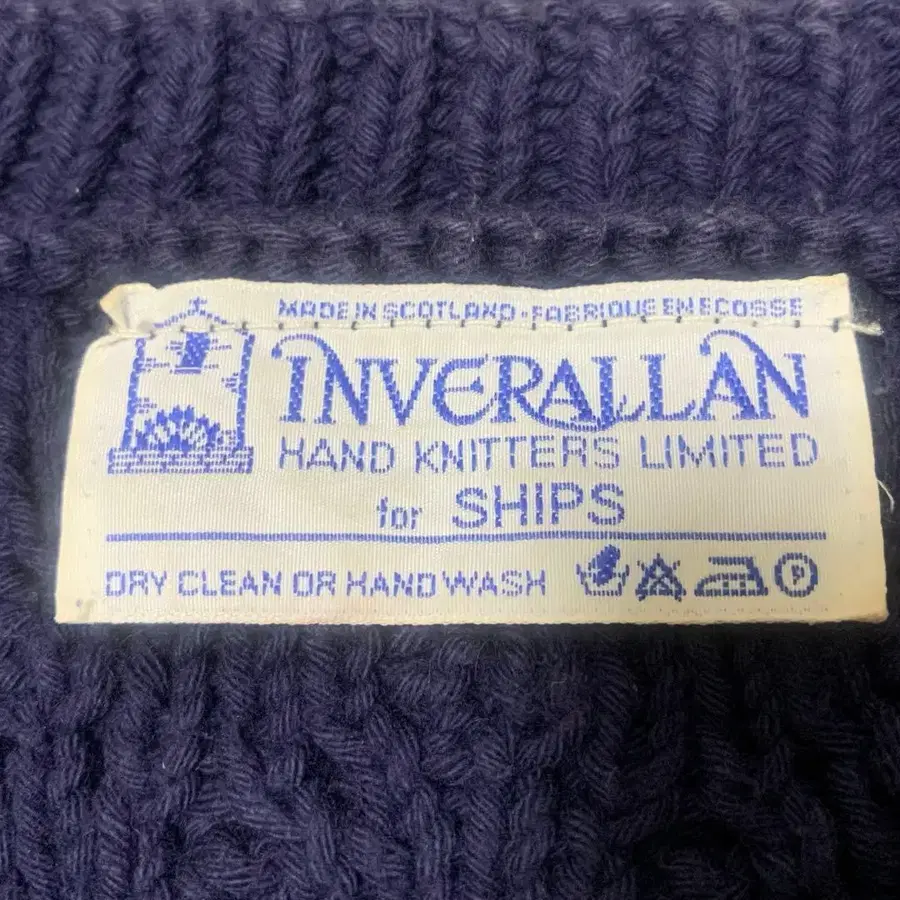 MADE IN SCOTLAND • FABRIQUE EN ECOSSE
INVERALLAN
HAND KNITTERS LIMITED
for SHIPS
DRY CLEAN OR HAND WASH
P